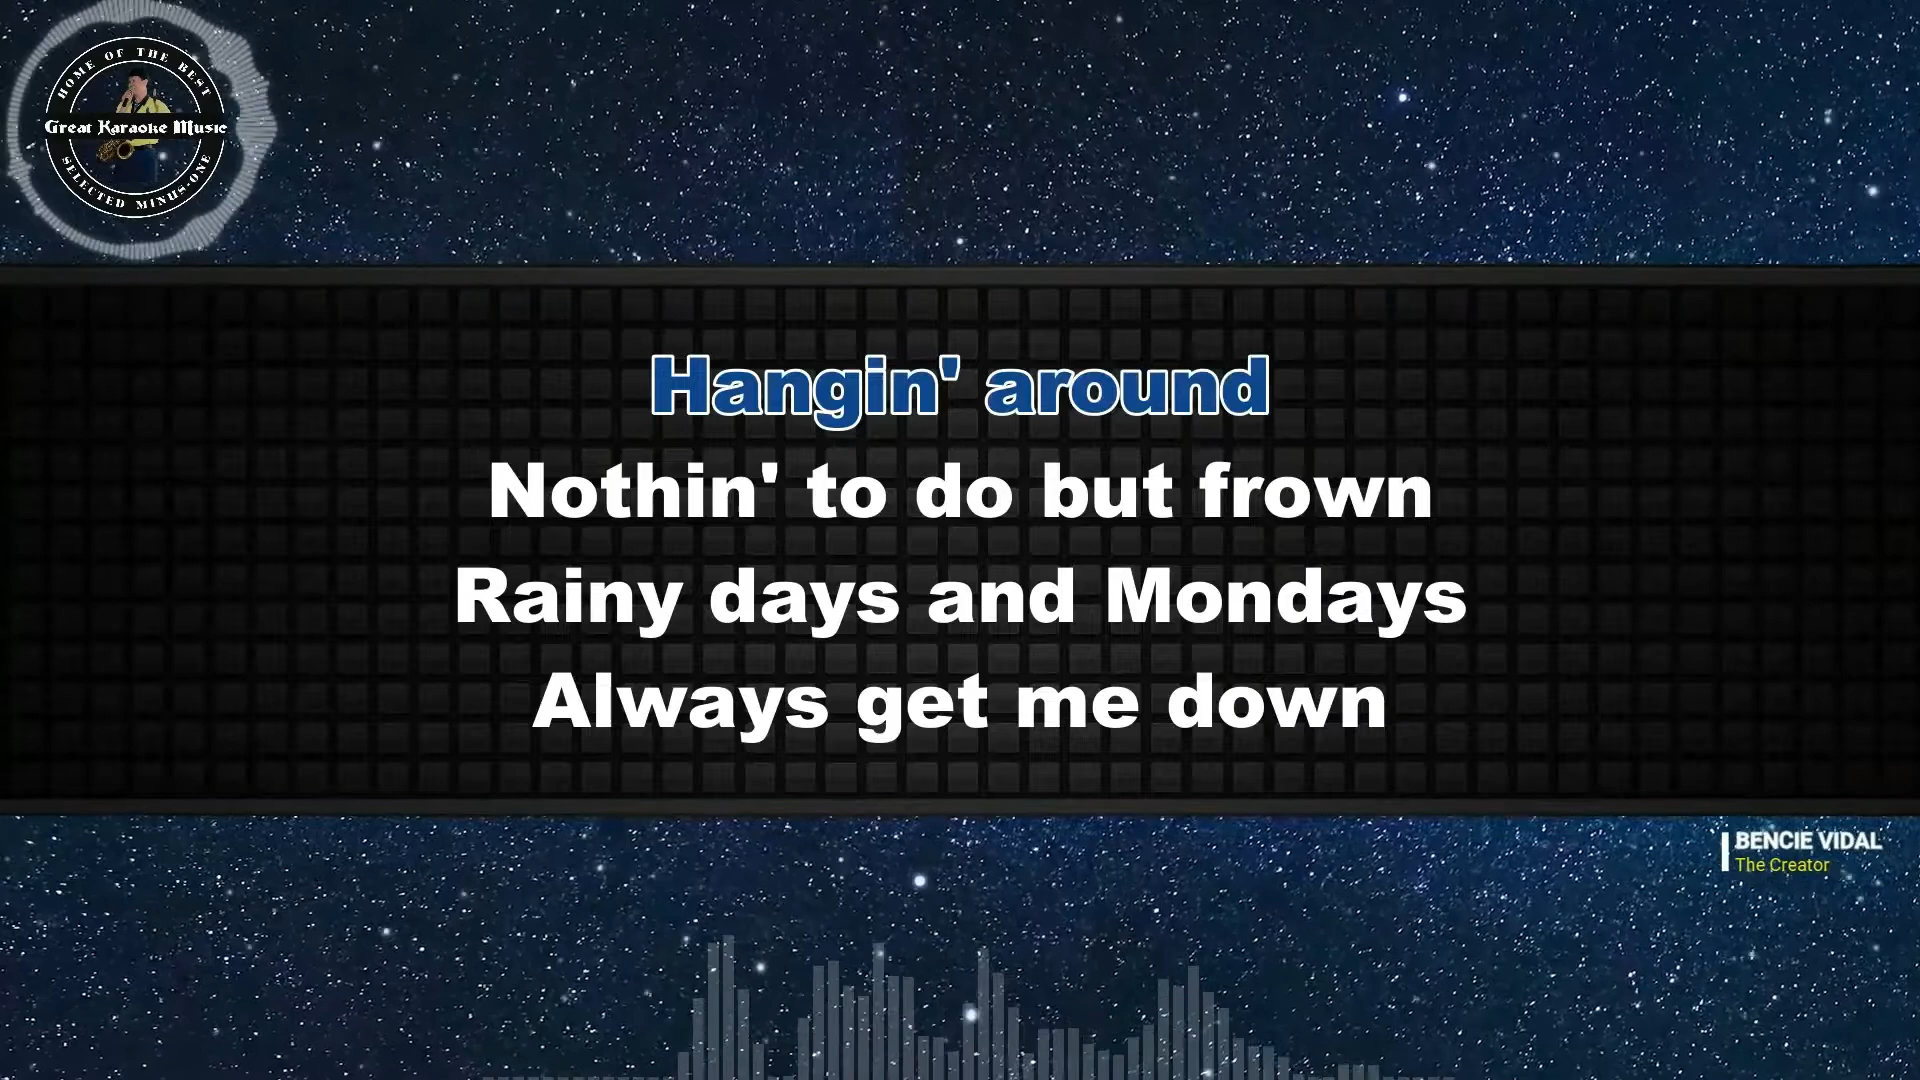 HOME OF THE BEST
Great Karaoke Music
SELECTED MINUS-ONE
Hangin' around
Nothin' to do but frown
Rainy days and Mondays
Always get me down
BENCIE VIDAL
The Creator